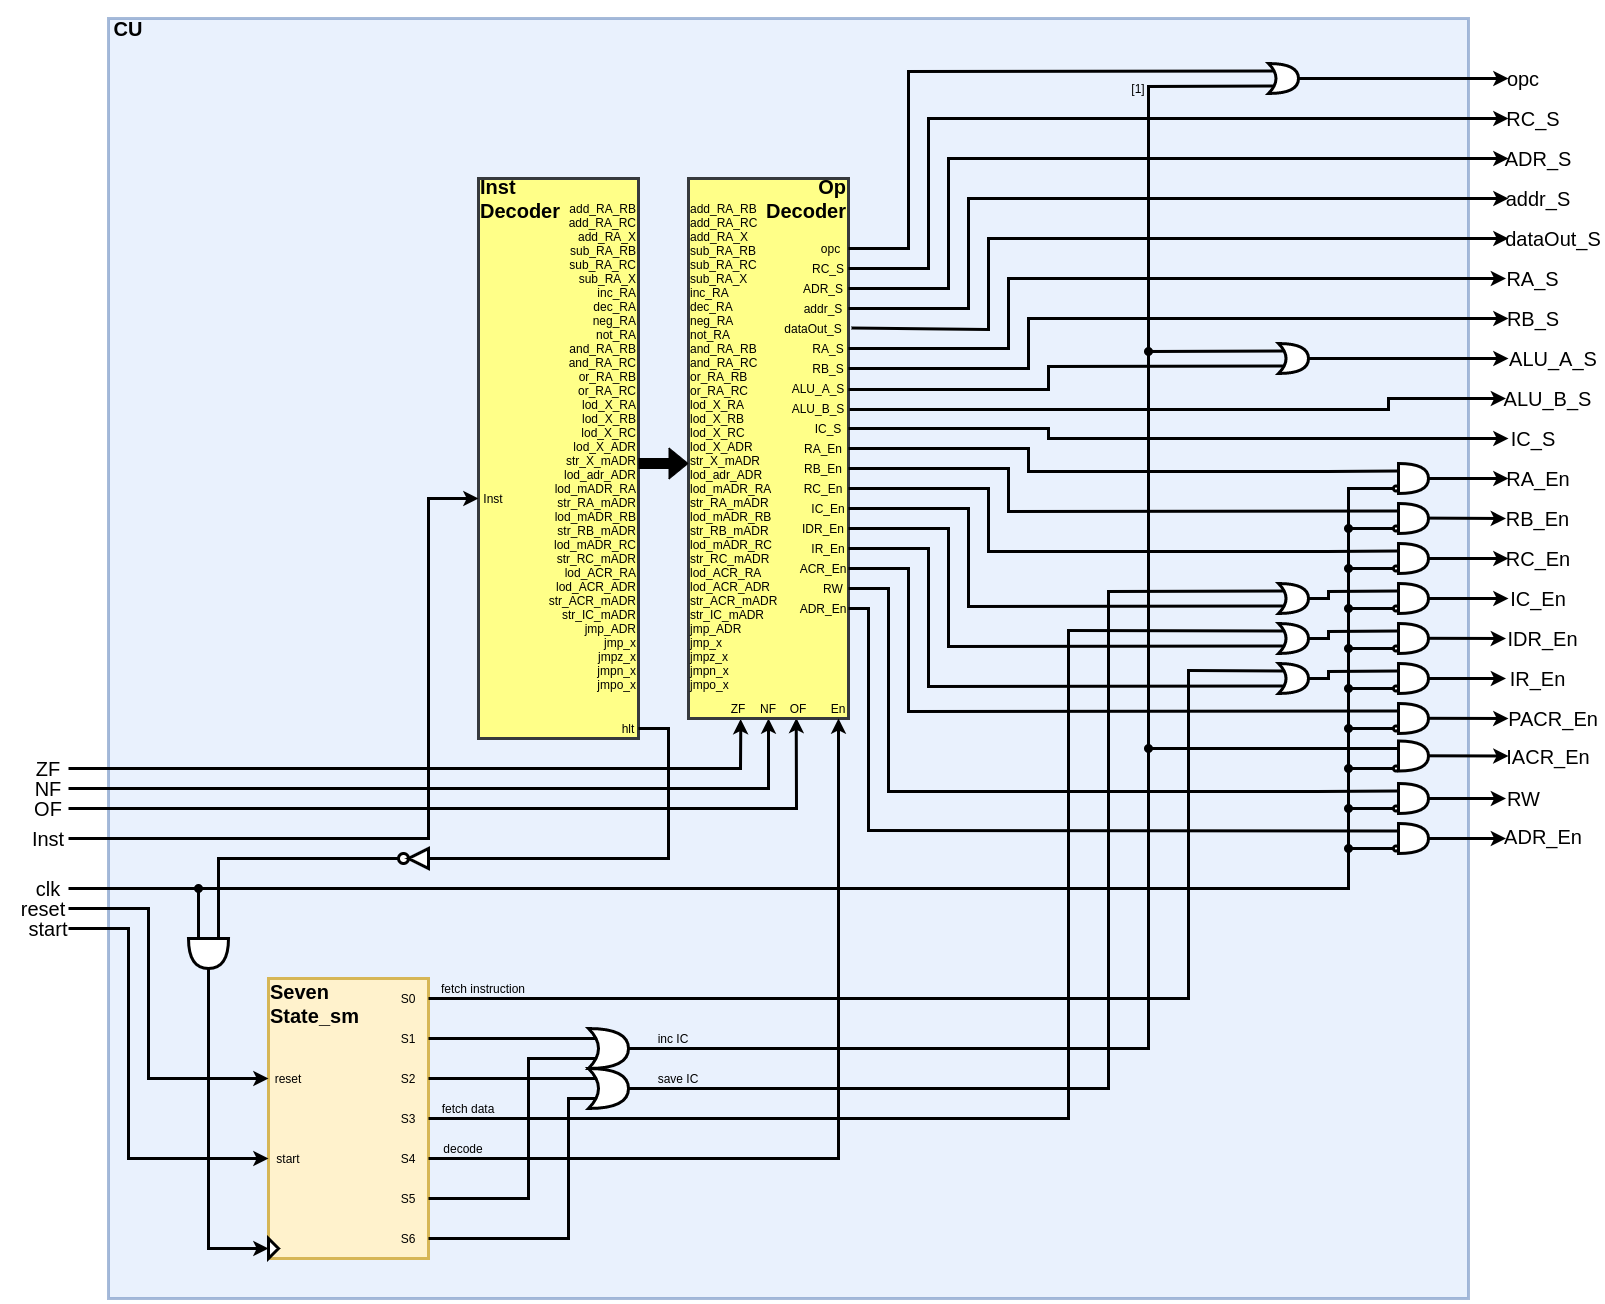 CU
[1]
opc
RC_S
ADR_S
addr_S
dataOut_S
RA_S
RB_S
ALU_A_S
ALU_B_S
IC_S
RA_En
RB_En
RC_En
IC_En
IDR_En
IR_En
PACR_En
IACR_En
RW
ADR_En
Inst
Decoder
add_RA_RB
add_RA_RC
add_RA_X
sub_RA_RB
sub_RA_RC
sub_RA_X
inc_RA
dec_RA
neg_RA
not_RA
and_RA_RB
and_RA_RC
or_RA_RB
or_RA_RC
lod_X_RA
lod_X_RB
lod_X_RC
lod_X_ADR
str_X_mADR
lod_adr_ADR
lod_mADR_RA
str_RA_mADR
lod_mADR_RB
str_RB_mADR
lod_mADR_RC
str_RC_mADR
lod_ACR_RA
lod_ACR_ADR
str_ACR_mADR
str_IC_mADR
jmp_ADR
jmp_x
jmpz_x
jmpn_x
jmpo_x
hlt
Inst
Op
Decoder
add_RA_RB
add_RA_RC
add_RA_X
sub_RA_RB
sub_RA_RC
sub_RA_X
inc_RA
dec_RA
neg_RA
not_RA
and_RA_RB
and_RA_RC
or_RA_RB
or_RA_RC
lod_X_RA
lod_X_RB
lod_X_RC
lod_X_ADR
str_X_mADR
lod_adr_ADR
lod_mADR_RA
str_RA_mADR
lod_mADR_RB
str_RB_mADR
lod_mADR_RC
str_RC_mADR
lod_ACR_RA
lod_ACR_ADR
str_ACR_mADR
str_IC_mADR
jmp_ADR
jmp_x
jmpz_x
jmpn_x
jmpo_x
opc
RC_S
ADR_S
addr_S
dataOut_S
RA_S
RB_S
ALU_A_S
ALU_B_S
IC_S
RA_En
RB_En
RC_En
IC_En
IDR_En
IR_En
ACR_En
RW
ADR_En
ZF NF OF En
ZF
NF
OF
Inst
clk
reset
start
Seven
State_sm
reset
start
S0
S1
S2
S3
S4
S5
S6
fetch instruction
inc IC
save IC
fetch data
decode